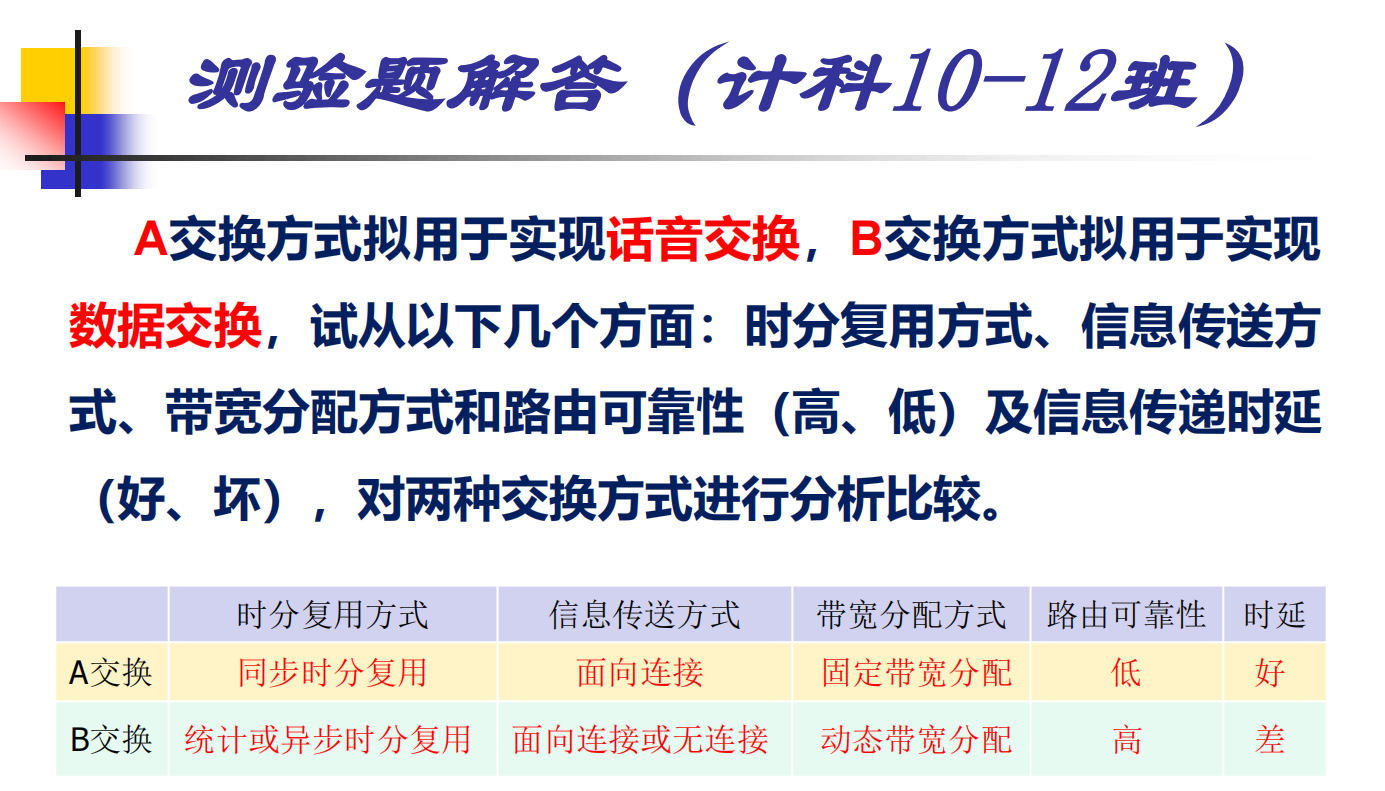 测验题解答（计科10-12班）
A交换方式拟用于实现话音交换，B交换方式拟用于实现
数据交换，试从以下几个方面：时分复用方式、信息传送方
式、带宽分配方式和路由可靠性（高、低）及信息传递时延
（好、坏），对两种交换方式进行分析比较。
时分复用方式 信息传送方式 带宽分配方式 路由可靠性 时延
A交换 同步时分复用 面向连接 固定带宽分配 低 好
B交换 统计或异步时分复用 面向连接或无连接 动态带宽分配 高 差